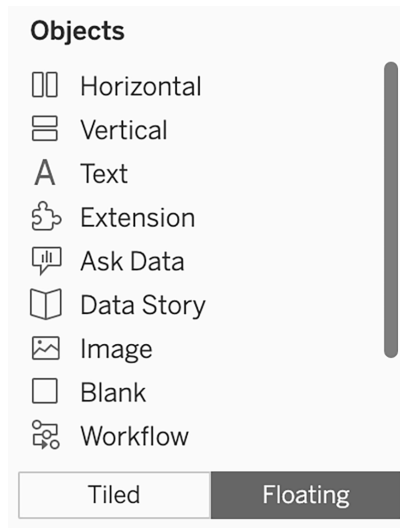 Objects
Horizontal
Vertical
Text
Extension
Ask Data
Data Story
Image
Blank
Workflow
Tiled Floating